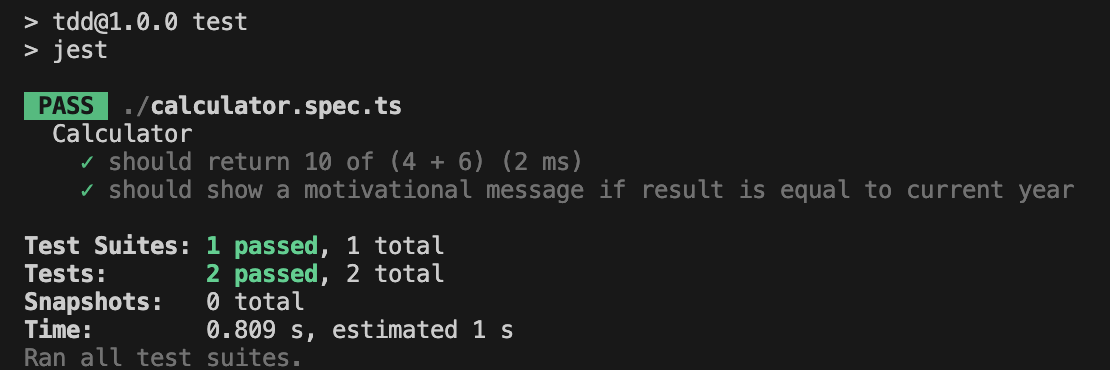 > tdd@1.0.0 test
> jest
PASS ./calculator.spec.ts
Calculator
✓ should return 10 of (4 + 6) (2 ms)
✓ should show a motivational message if result is equal to current year
Test Suites: 1 passed, 1 total
Tests: 2 passed, 2 total
Snapshots: 0 total
Time: 0.809 s, estimated 1 s
Ran all test suites.